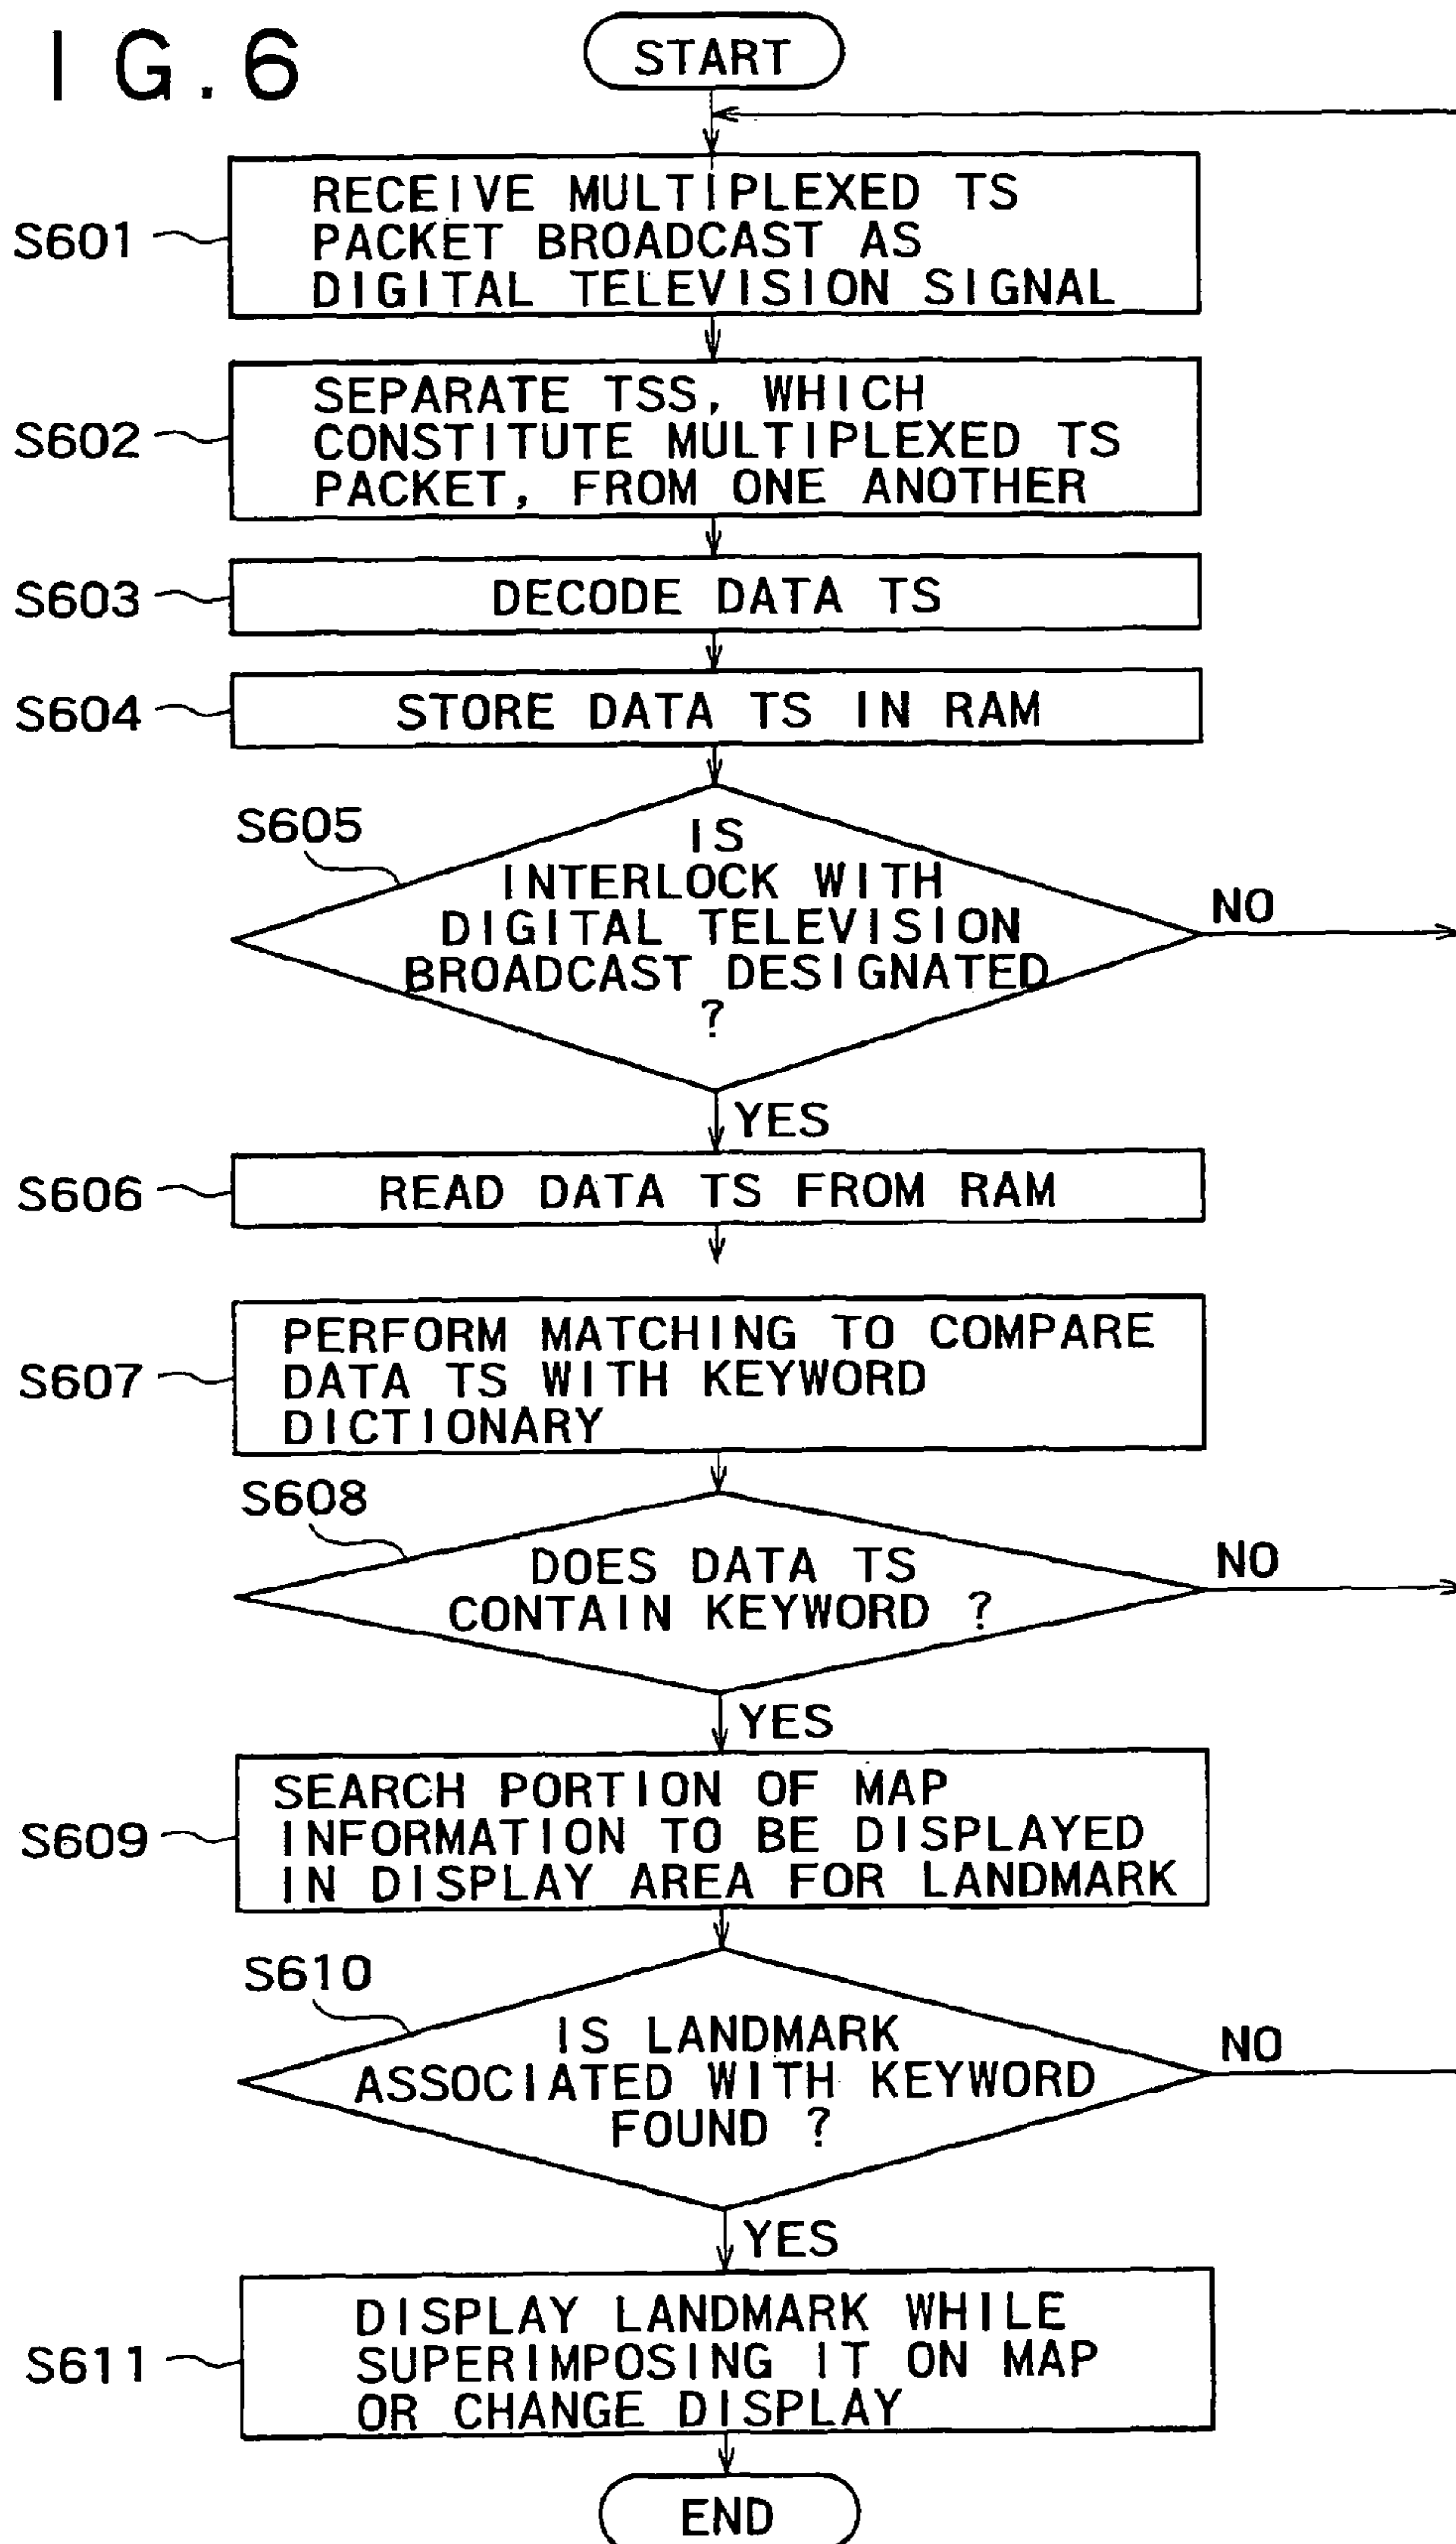 IG.6
START
S601
RECEIVE MULTIPLEXED TS
PACKET BROADCAST AS
DIGITAL TELEVISION SIGNAL
S602
SEPARATE TSS, WHICH
CONSTITUTE MULTIPLEXED TS
PACKET, FROM ONE ANOTHER
S603
DECODE DATA TS
S604
STORE DATA TS IN RAM
S605
IS
INTERLOCK WITH
DIGITAL TELEVISION
BROADCAST DESIGNATED
?
NO
YES
S606
READ DATA TS FROM RAM
S607
PERFORM MATCHING TO COMPARE
DATA TS WITH KEYWORD
DICTIONARY
S608
DOES DATA TS
CONTAIN KEYWORD ?
NO
YES
S609
SEARCH PORTION OF MAP
INFORMATION TO BE DISPLAYED
IN DISPLAY AREA FOR LANDMARK
S610
IS LANDMARK
ASSOCIATED WITH KEYWORD
FOUND ?
NO
YES
S611
DISPLAY LANDMARK WHILE
SUPERIMPOSING IT ON MAP
OR CHANGE DISPLAY
END